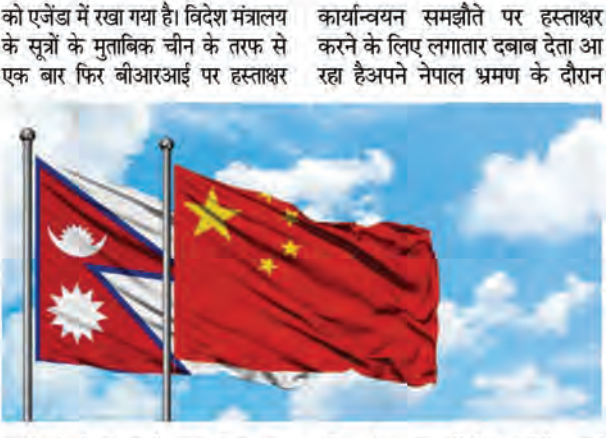 को एजेंडा में रखा गया है। विदेश मंत्रालय
के सूत्रों के मुताबिक चीन के तरफ से
एक बार फिर बीआरआई पर हस्ताक्षर
कार्यान्वयन समझौते पर हस्ताक्षर
करने के लिए लगातार दबाब देता आ
रहा हैअपने नेपाल भ्रमण के दौरान